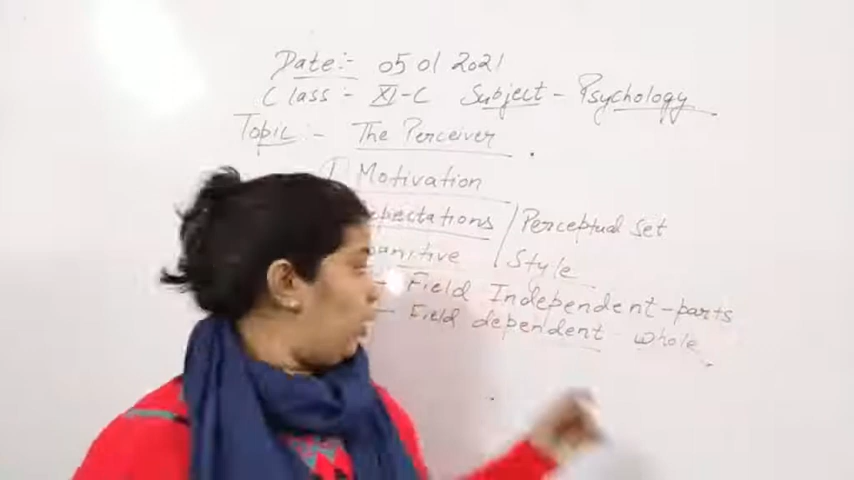 Date :- 05 01 2021
Class :- XI-C Subject - Psychology
Topic :- The Perceiver
Motivation
Expectations / Perceptual Set
Style
- Field Independent - parts
- Field dependent whole